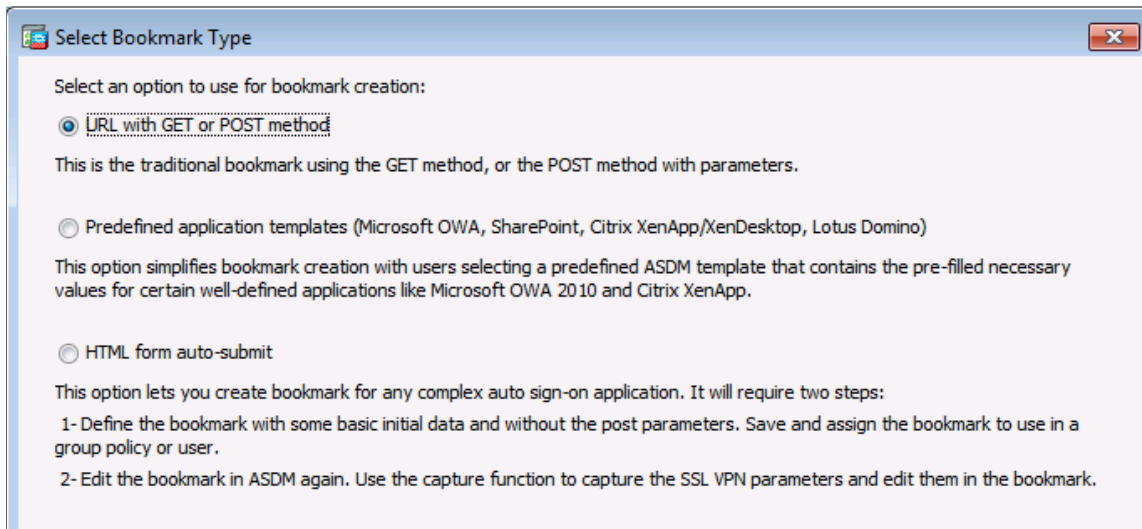 Select Bookmark Type
Select an option to use for bookmark creation:
URL with GET or POST method
This is the traditional bookmark using the GET method, or the POST method with parameters.
Predefined application templates (Microsoft OWA, SharePoint, Citrix XenApp/XenDesktop, Lotus Domino)
This option simplifies bookmark creation with users selecting a predefined ASDM template that contains the pre-filled necessary
values for certain well-defined applications like Microsoft OWA 2010 and Citrix XenApp.
HTML form auto-submit
This option lets you create bookmark for any complex auto sign-on application. It will require two steps:
1- Define the bookmark with some basic initial data and without the post parameters. Save and assign the bookmark to use in a
group policy or user.
2- Edit the bookmark in ASDM again. Use the capture function to capture the SSL VPN parameters and edit them in the bookmark.